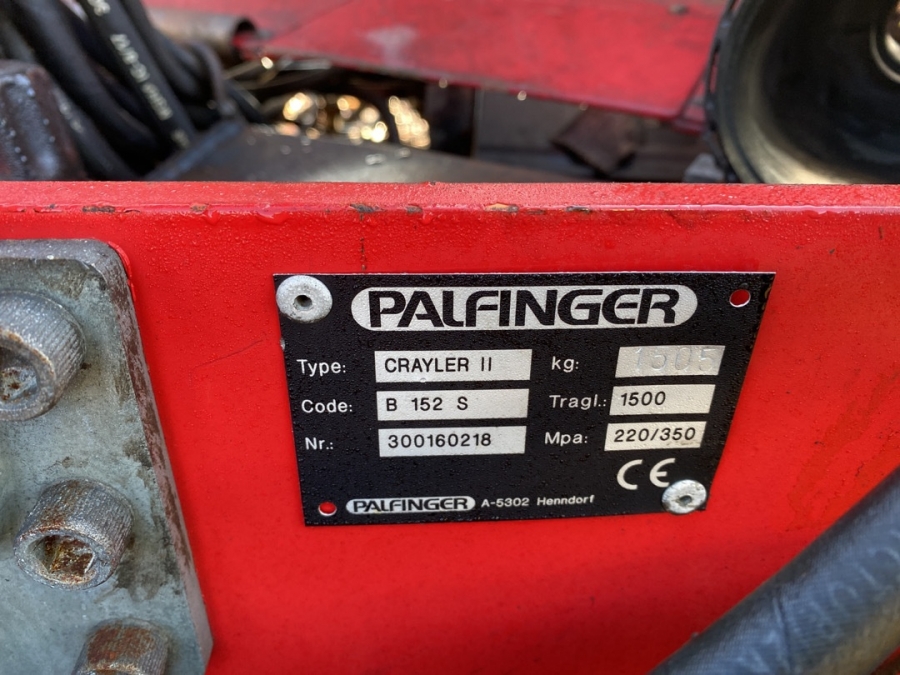 PALFINGER
Type: CRAYLER II kg: 1505
Code: B 152 S Tragl.: 1500
Nr.: 300160218 Mpa: 220/350
CE
PALFINGER A-5302 Henndorf